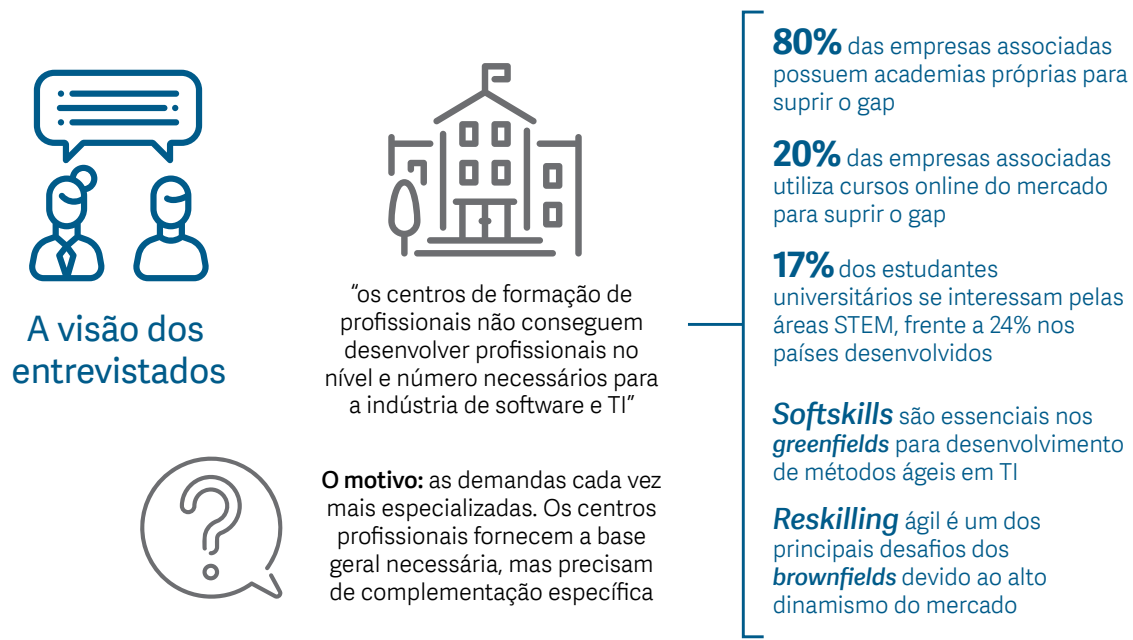 A visão dos
entrevistados
“os centros de formação de
profissionais não conseguem
desenvolver profissionais no
nível e número necessários para
a indústria de software e TI”
O motivo: as demandas cada vez
mais especializadas. Os centros
profissionais fornecem a base
geral necessária, mas precisam
de complementação específica
80% das empresas associadas
possuem academias próprias para
suprir o gap
20% das empresas associadas
utiliza cursos online do mercado
para suprir o gap
17% dos estudantes
universitários se interessam pelas
áreas STEM, frente a 24% nos
países desenvolvidos
Softskills são essenciais nos
greenfields para desenvolvimento
de métodos ágeis em TI
Reskilling ágil é um dos
principais desafios dos
brownfields devido ao alto
dinamismo do mercado